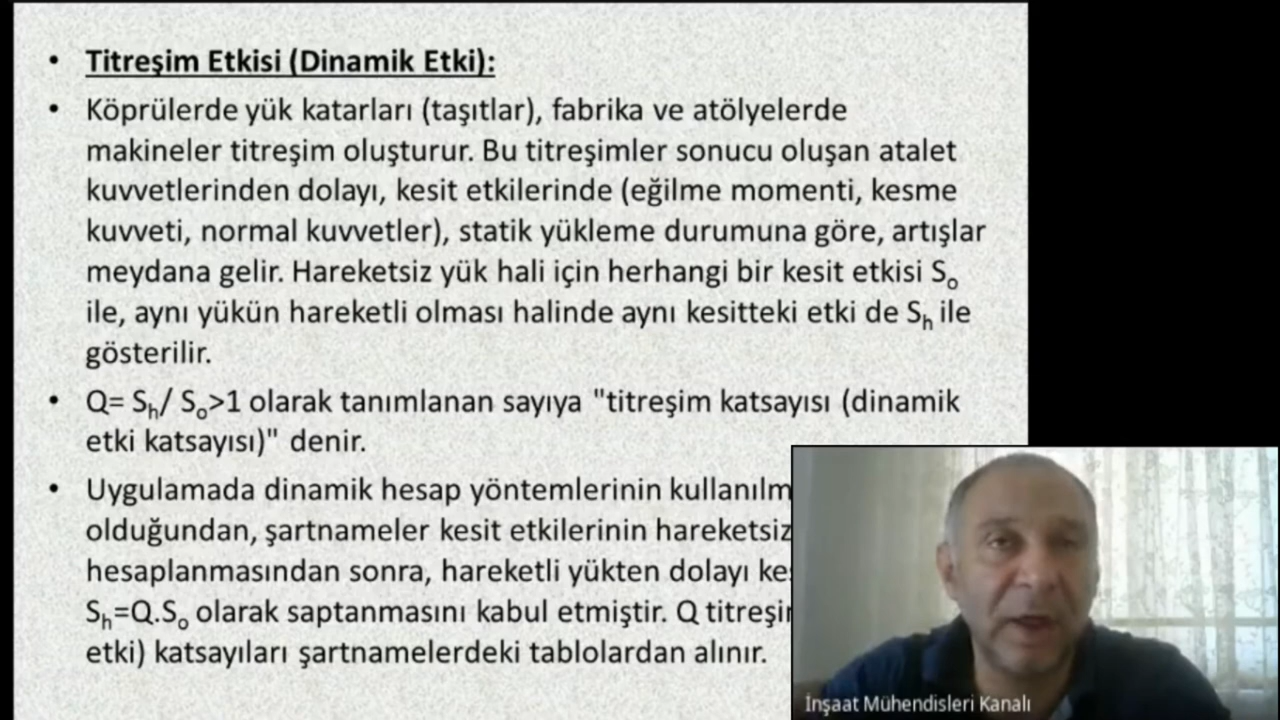 • Titreşim Etkisi (Dinamik Etki):
• Köprülerde yük katarları (taşıtlar), fabrika ve atölyelerde
makineler titreşim oluşturur. Bu titreşimler sonucu oluşan atalet
kuvvetlerinden dolayı, kesit etkilerinde (eğilme momenti, kesme
kuvveti, normal kuvvetler), statik yükleme durumuna göre, artışlar
meydana gelir. Hareketsiz yük hali için herhangi bir kesit etkisi Sₒ
ile, aynı yükün hareketli olması halinde aynı kesitteki etki de Sₕ ile
gösterilir.
• Q= Sₕ/ Sₒ>1 olarak tanımlanan sayıya "titreşim katsayısı (dinamik
etki katsayısı)" denir.
• Uygulamada dinamik hesap yöntemlerinin
olduğundan, şartnameler kesit etkilerinin hareketsiz
hesaplanmasından sonra, hareketli yükten dolayı
Sₕ=Q.Sₒ olarak saptanmasını kabul etmiştir. Q
etki) katsayıları şartnamelerdeki tablolardan alınır.
İnşaat Mühendisleri Kanalı